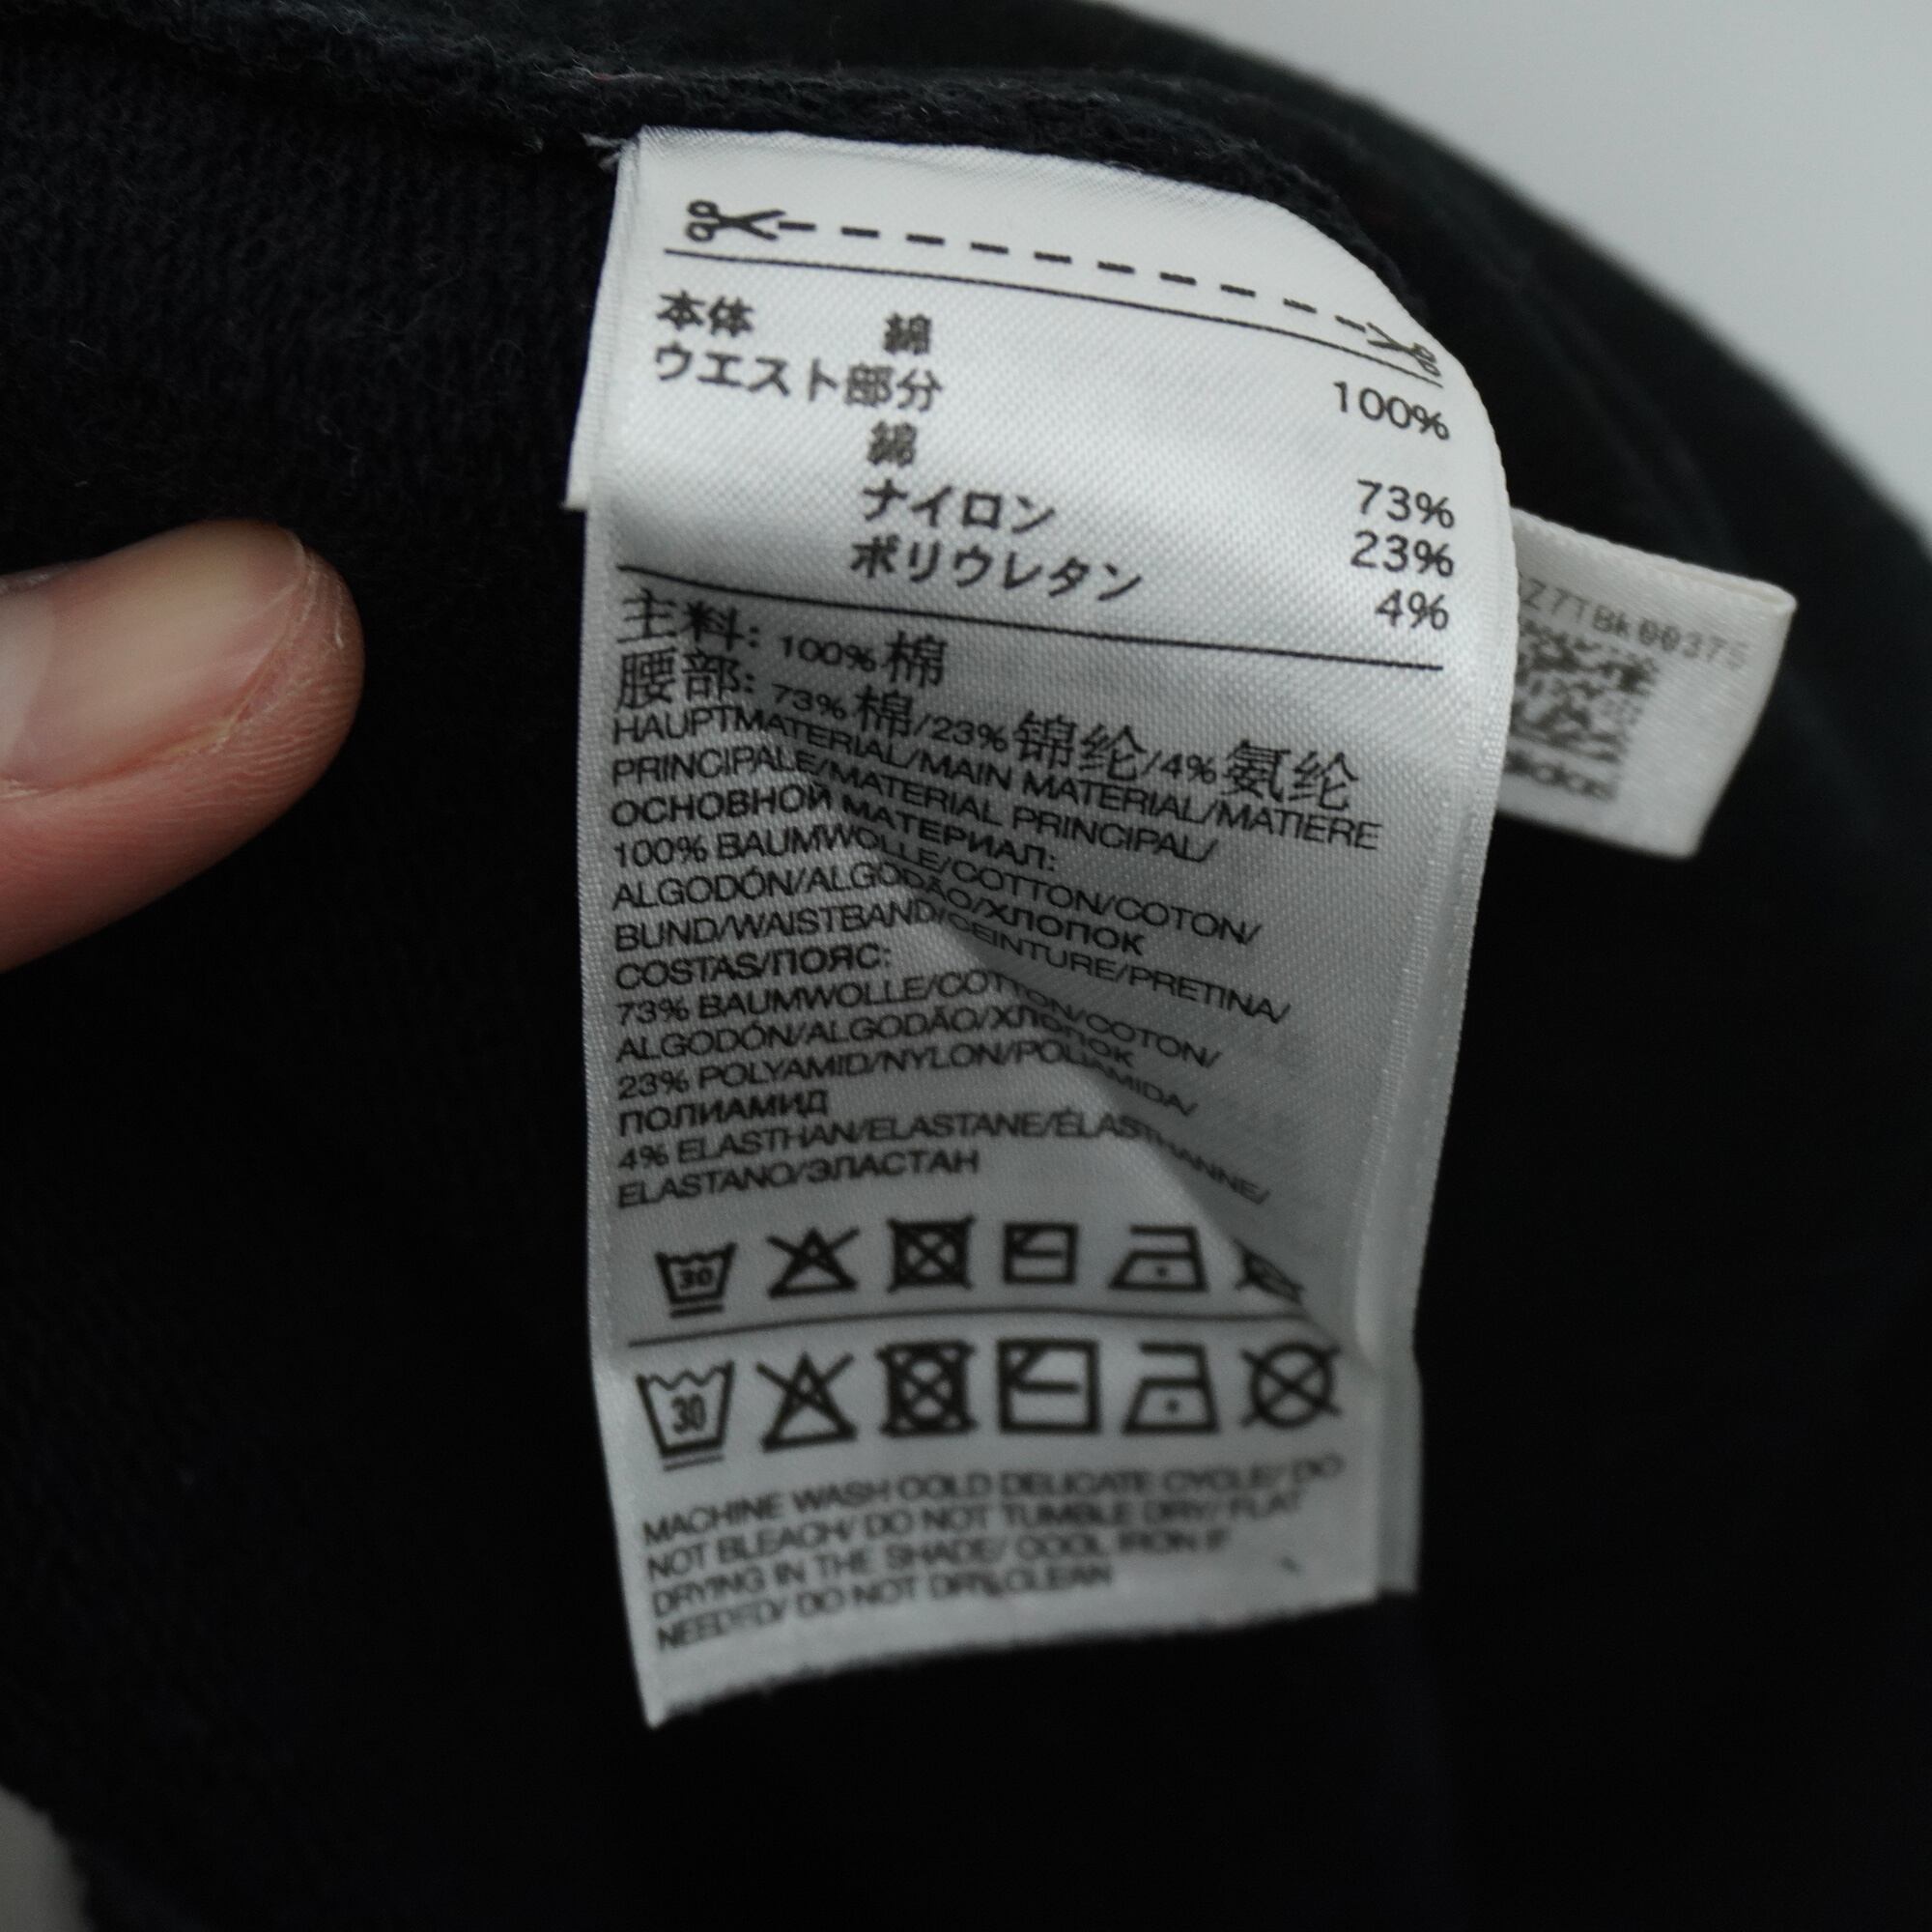 本体 綿 100%
ウエスト部分
綿 73%
ナイロン 23%
ポリウレタン 4%
主料: 100%棉
腰部: 73%棉/23%锦纶/4%氨纶
HAUPTMATERIAL/MAIN MATERIAL/MATIÈRE
PRINCIPALE/MATERIAL PRINCIPAL/
ОСНОВНОЙ МАТЕРИАЛ:
100% BAUMWOLLE/COTTON/COTON/
ALGODÓN/ALGODÃO/ХЛОПОК
BUND/WAISTBAND/CEINTURE/PRETINA/
COSTAS/ПОЯС:
73% BAUMWOLLE/COTTON/COTON/
ALGODÓN/ALGODÃO/ХЛОПОК
23% POLYAMID/NYLON/POLIAMIDA/
ПОЛИАМИД
4% ELASTHAN/ELASTANE/ÉLASTHANNE/
ELASTANO/ЭЛАСТАН
30
30
MACHINE WASH COLD DELICATE CYCLE/ DO
NOT BLEACH/ DO NOT TUMBLE DRY/ FLAT
DRYING IN THE SHADE/ COOL IRON IF
NEEDED/ DO NOT DRYCLEAN
adidas